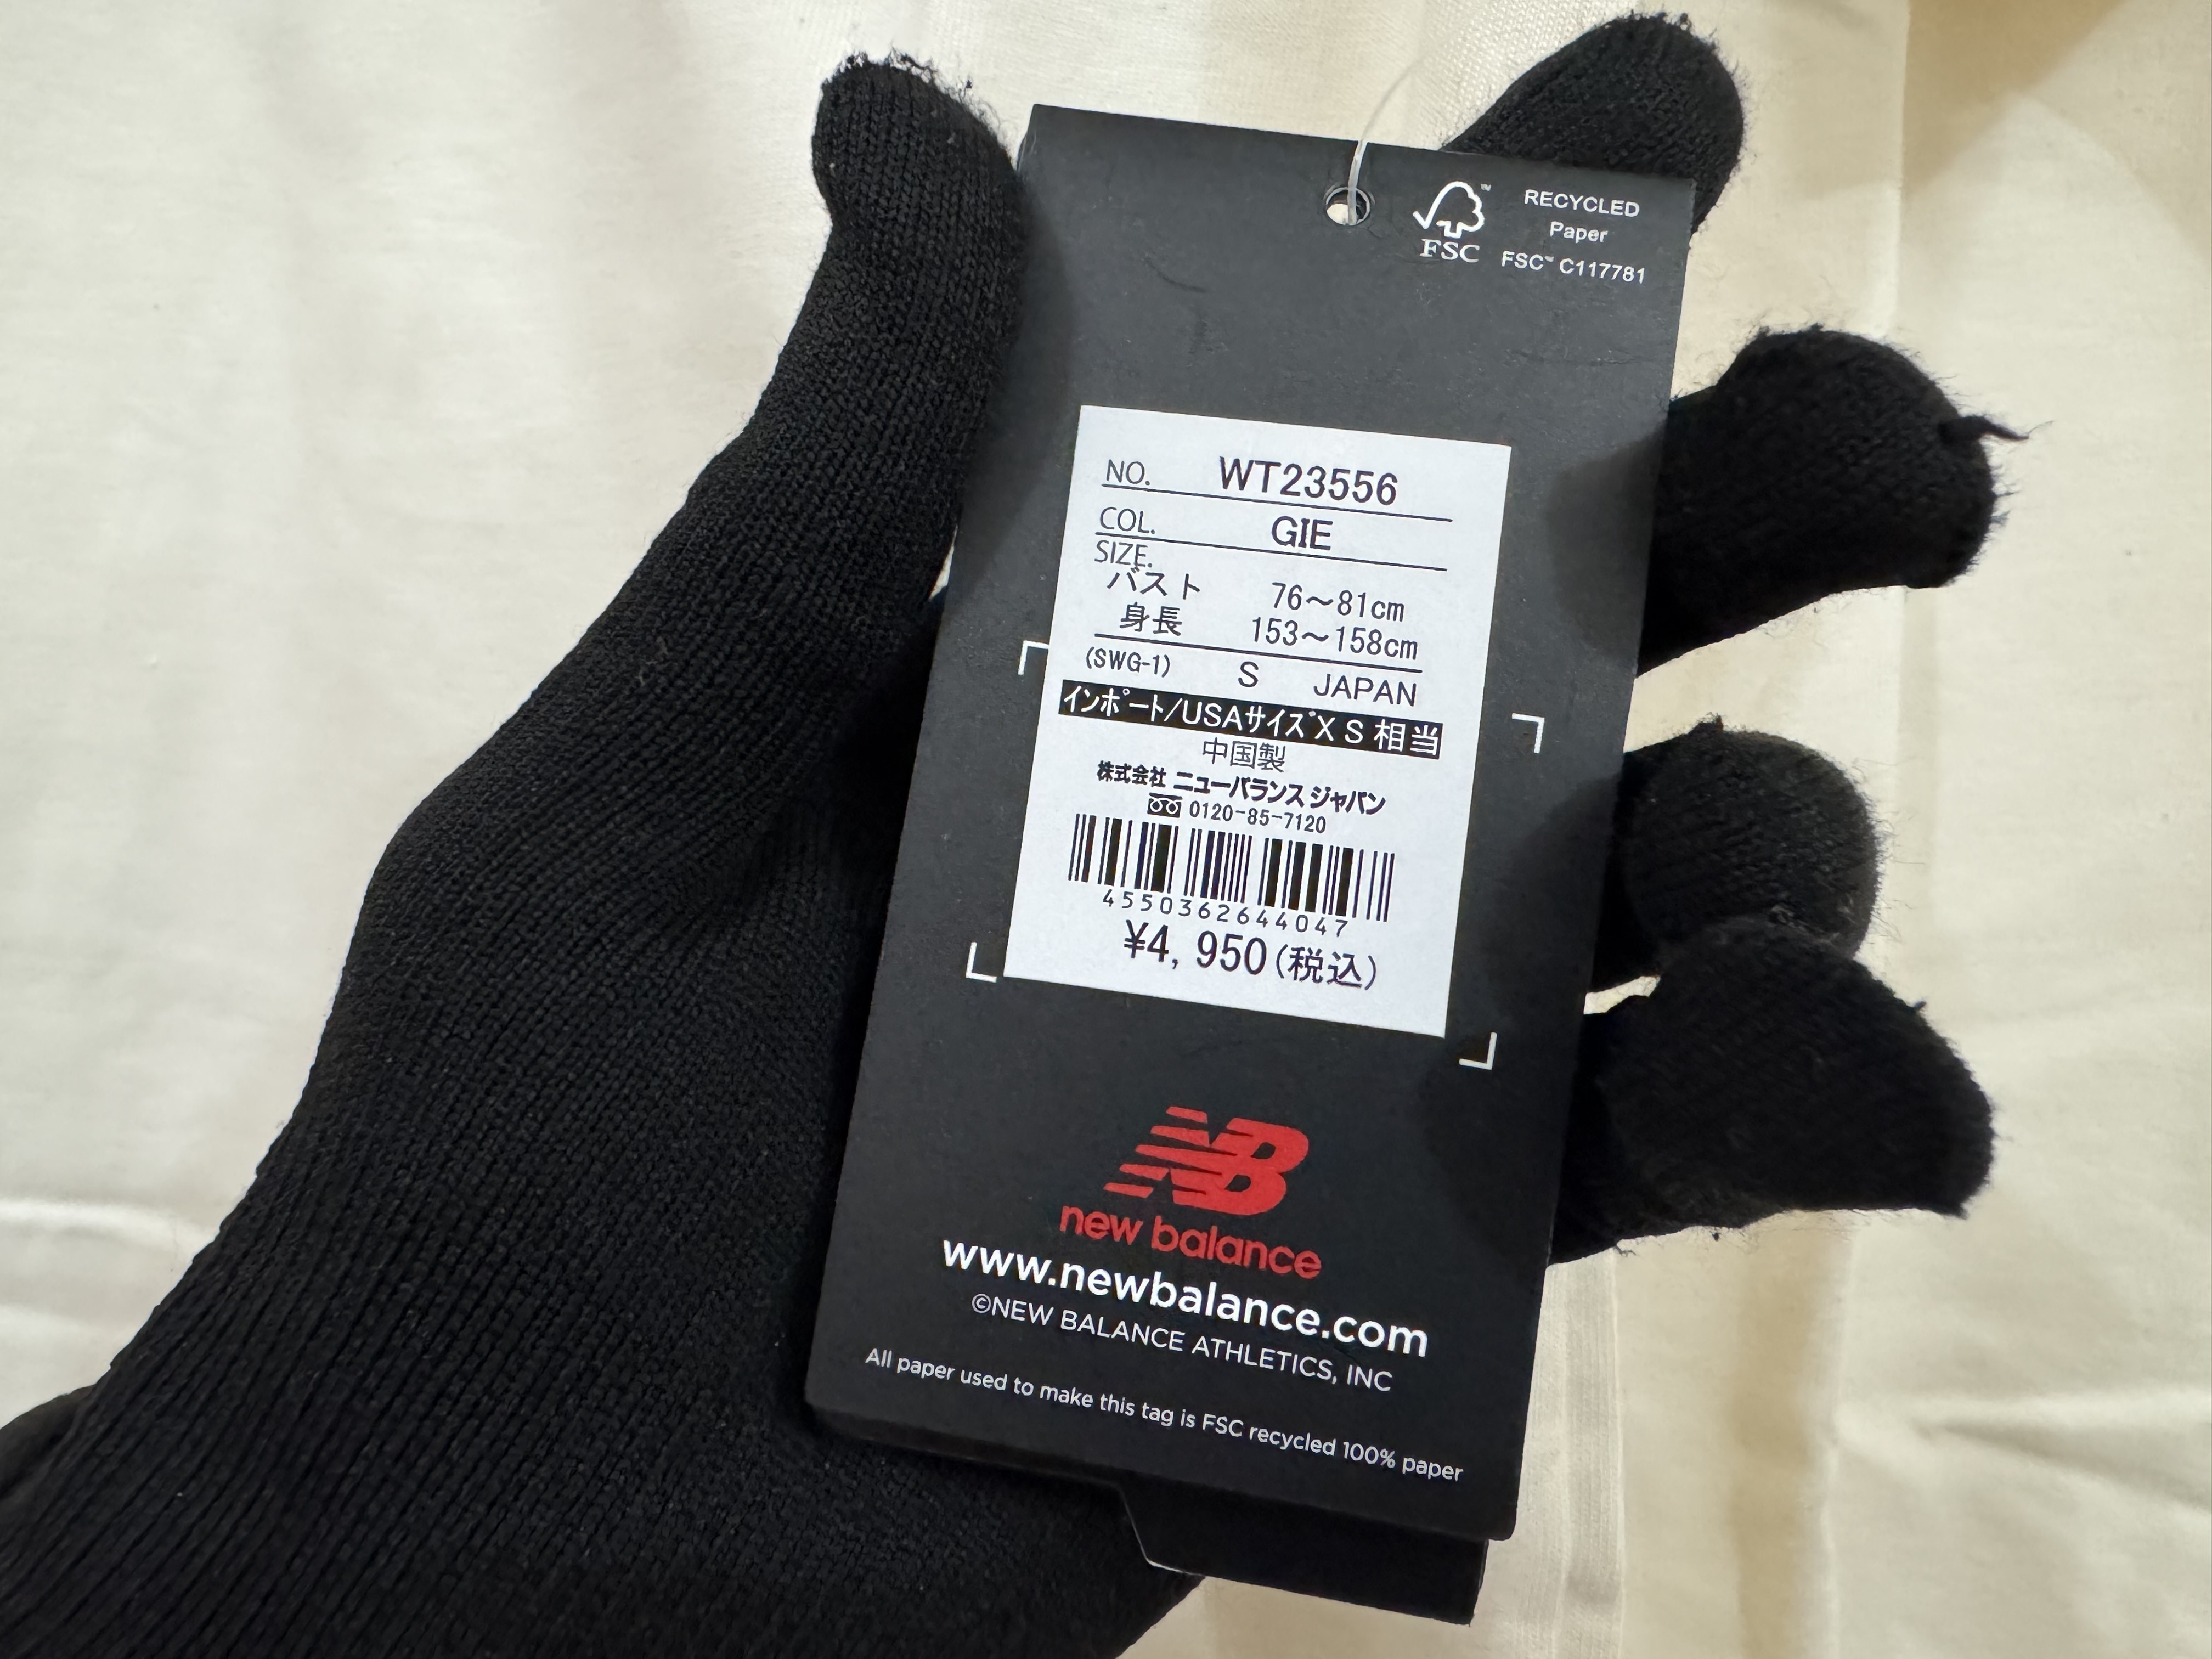 FSC™
RECYCLED
Paper
FSC™ C117781
NO. WT23556
COL. GIE
SIZE.
バスト 76～81cm
身長 153～158cm
(SWG-1) S JAPAN
インポート/USAサイズXS相当
中国製
株式会社 ニューバランス ジャパン
0120-85-7120
4550362644047
¥4,950(税込)
NB
new balance
www.newbalance.com
©NEW BALANCE ATHLETICS, INC
All paper used to make this tag is FSC recycled 100% paper